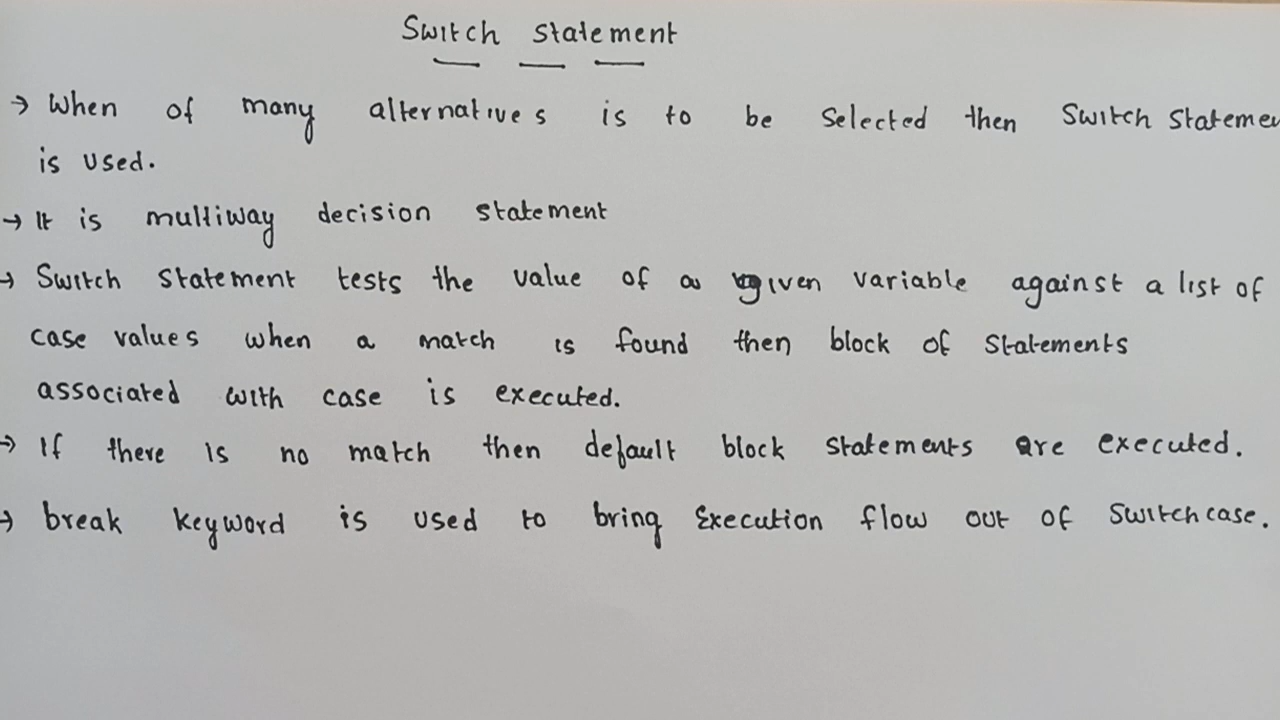 Switch statement
→ When of many alternatives is to be Selected then Switch Stateme
is used.
→ It is multiway decision statement
→ Switch Statement tests the value of a given variable against a list of
case values when a match is found then block of Statements
associated with case is executed.
→ If there is no match then default block statements are executed.
→ break keyword is used to bring Execution flow out of Switch case.